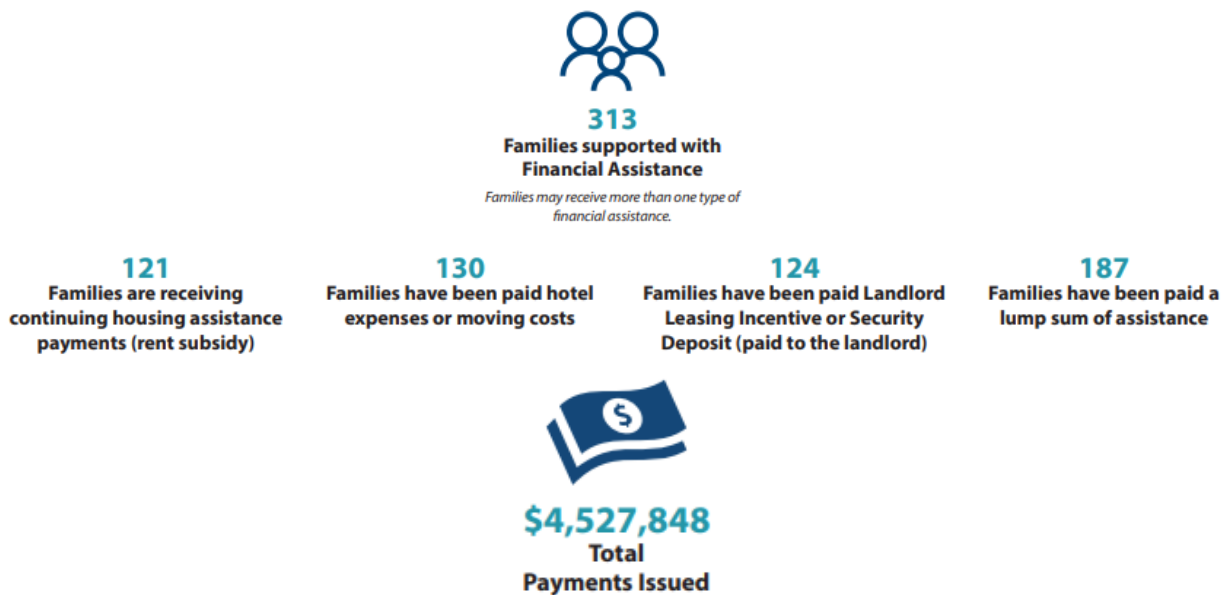 313
Families supported with
Financial Assistance
Families may receive more than one type of
financial assistance.
121
Families are receiving
continuing housing assistance
payments (rent subsidy)
130
Families have been paid hotel
expenses or moving costs
124
Families have been paid Landlord
Leasing Incentive or Security
Deposit (paid to the landlord)
187
Families have been paid a
lump sum of assistance
$
$4,527,848
Total
Payments Issued